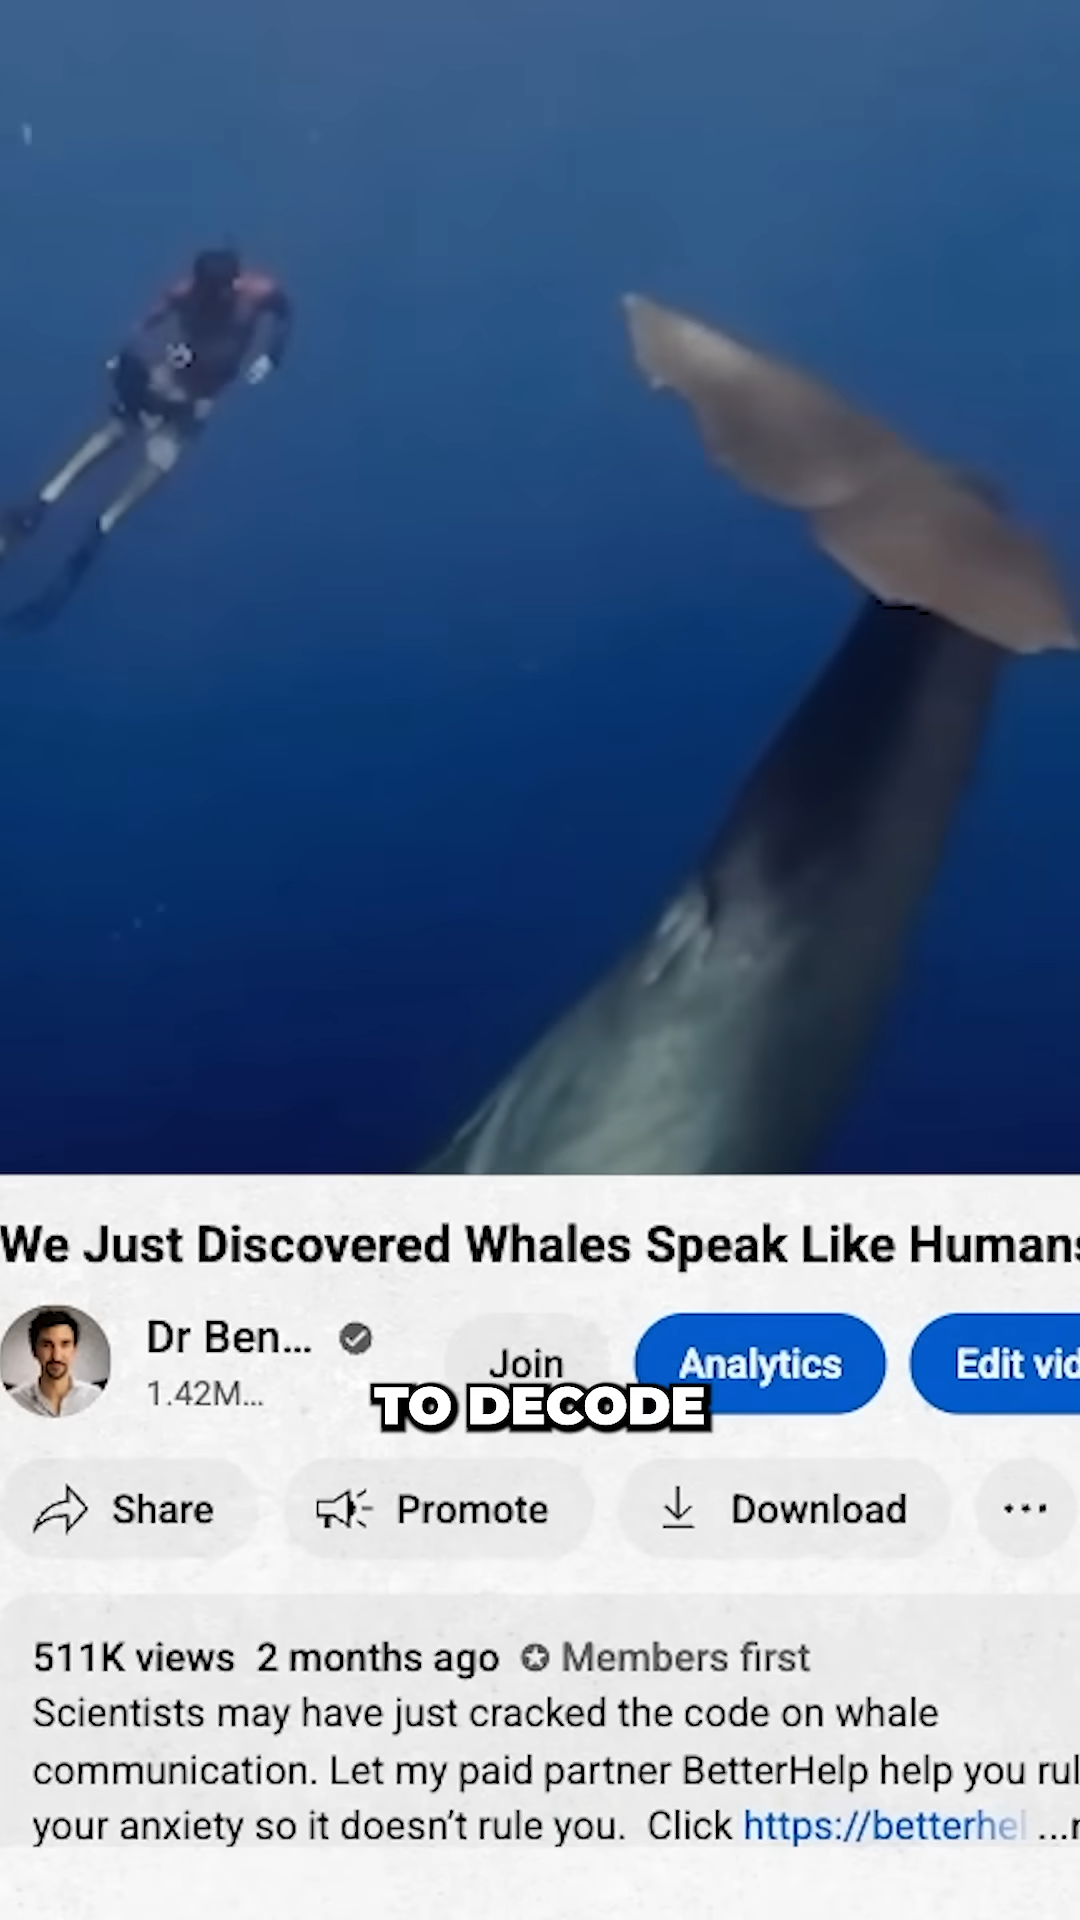 We Just Discovered Whales Speak Like Humans
Dr Ben...
1.42M...
Join
Analytics
Edit vid
TO DECODE
Share
Promote
Download
...
511K views 2 months ago Members first
Scientists may have just cracked the code on whale
communication. Let my paid partner BetterHelp help you rul
your anxiety so it doesn’t rule you. Click https://betterhel ...r